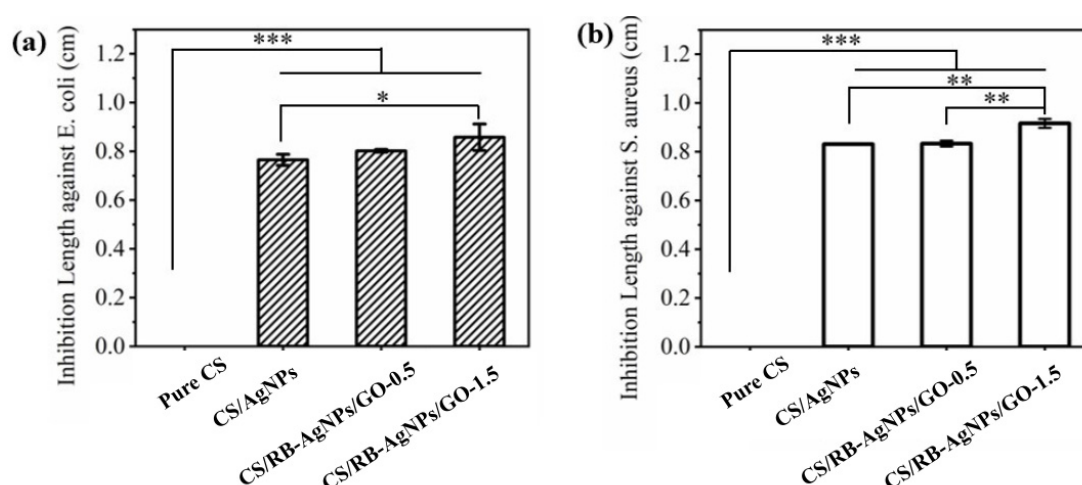 (a)
Inhibition Length against E. coli (cm)
1.2
1.0
0.8
0.6
0.4
0.2
0.0
***
*
Pure CS
CS/AgNPs
CS/RB-AgNPs/GO-0.5
CS/RB-AgNPs/GO-1.5
(b)
Inhibition Length against S. aureus (cm)
1.2
1.0
0.8
0.6
0.4
0.2
0.0
***
**
**
Pure CS
CS/AgNPs
CS/RB-AgNPs/GO-0.5
CS/RB-AgNPs/GO-1.5